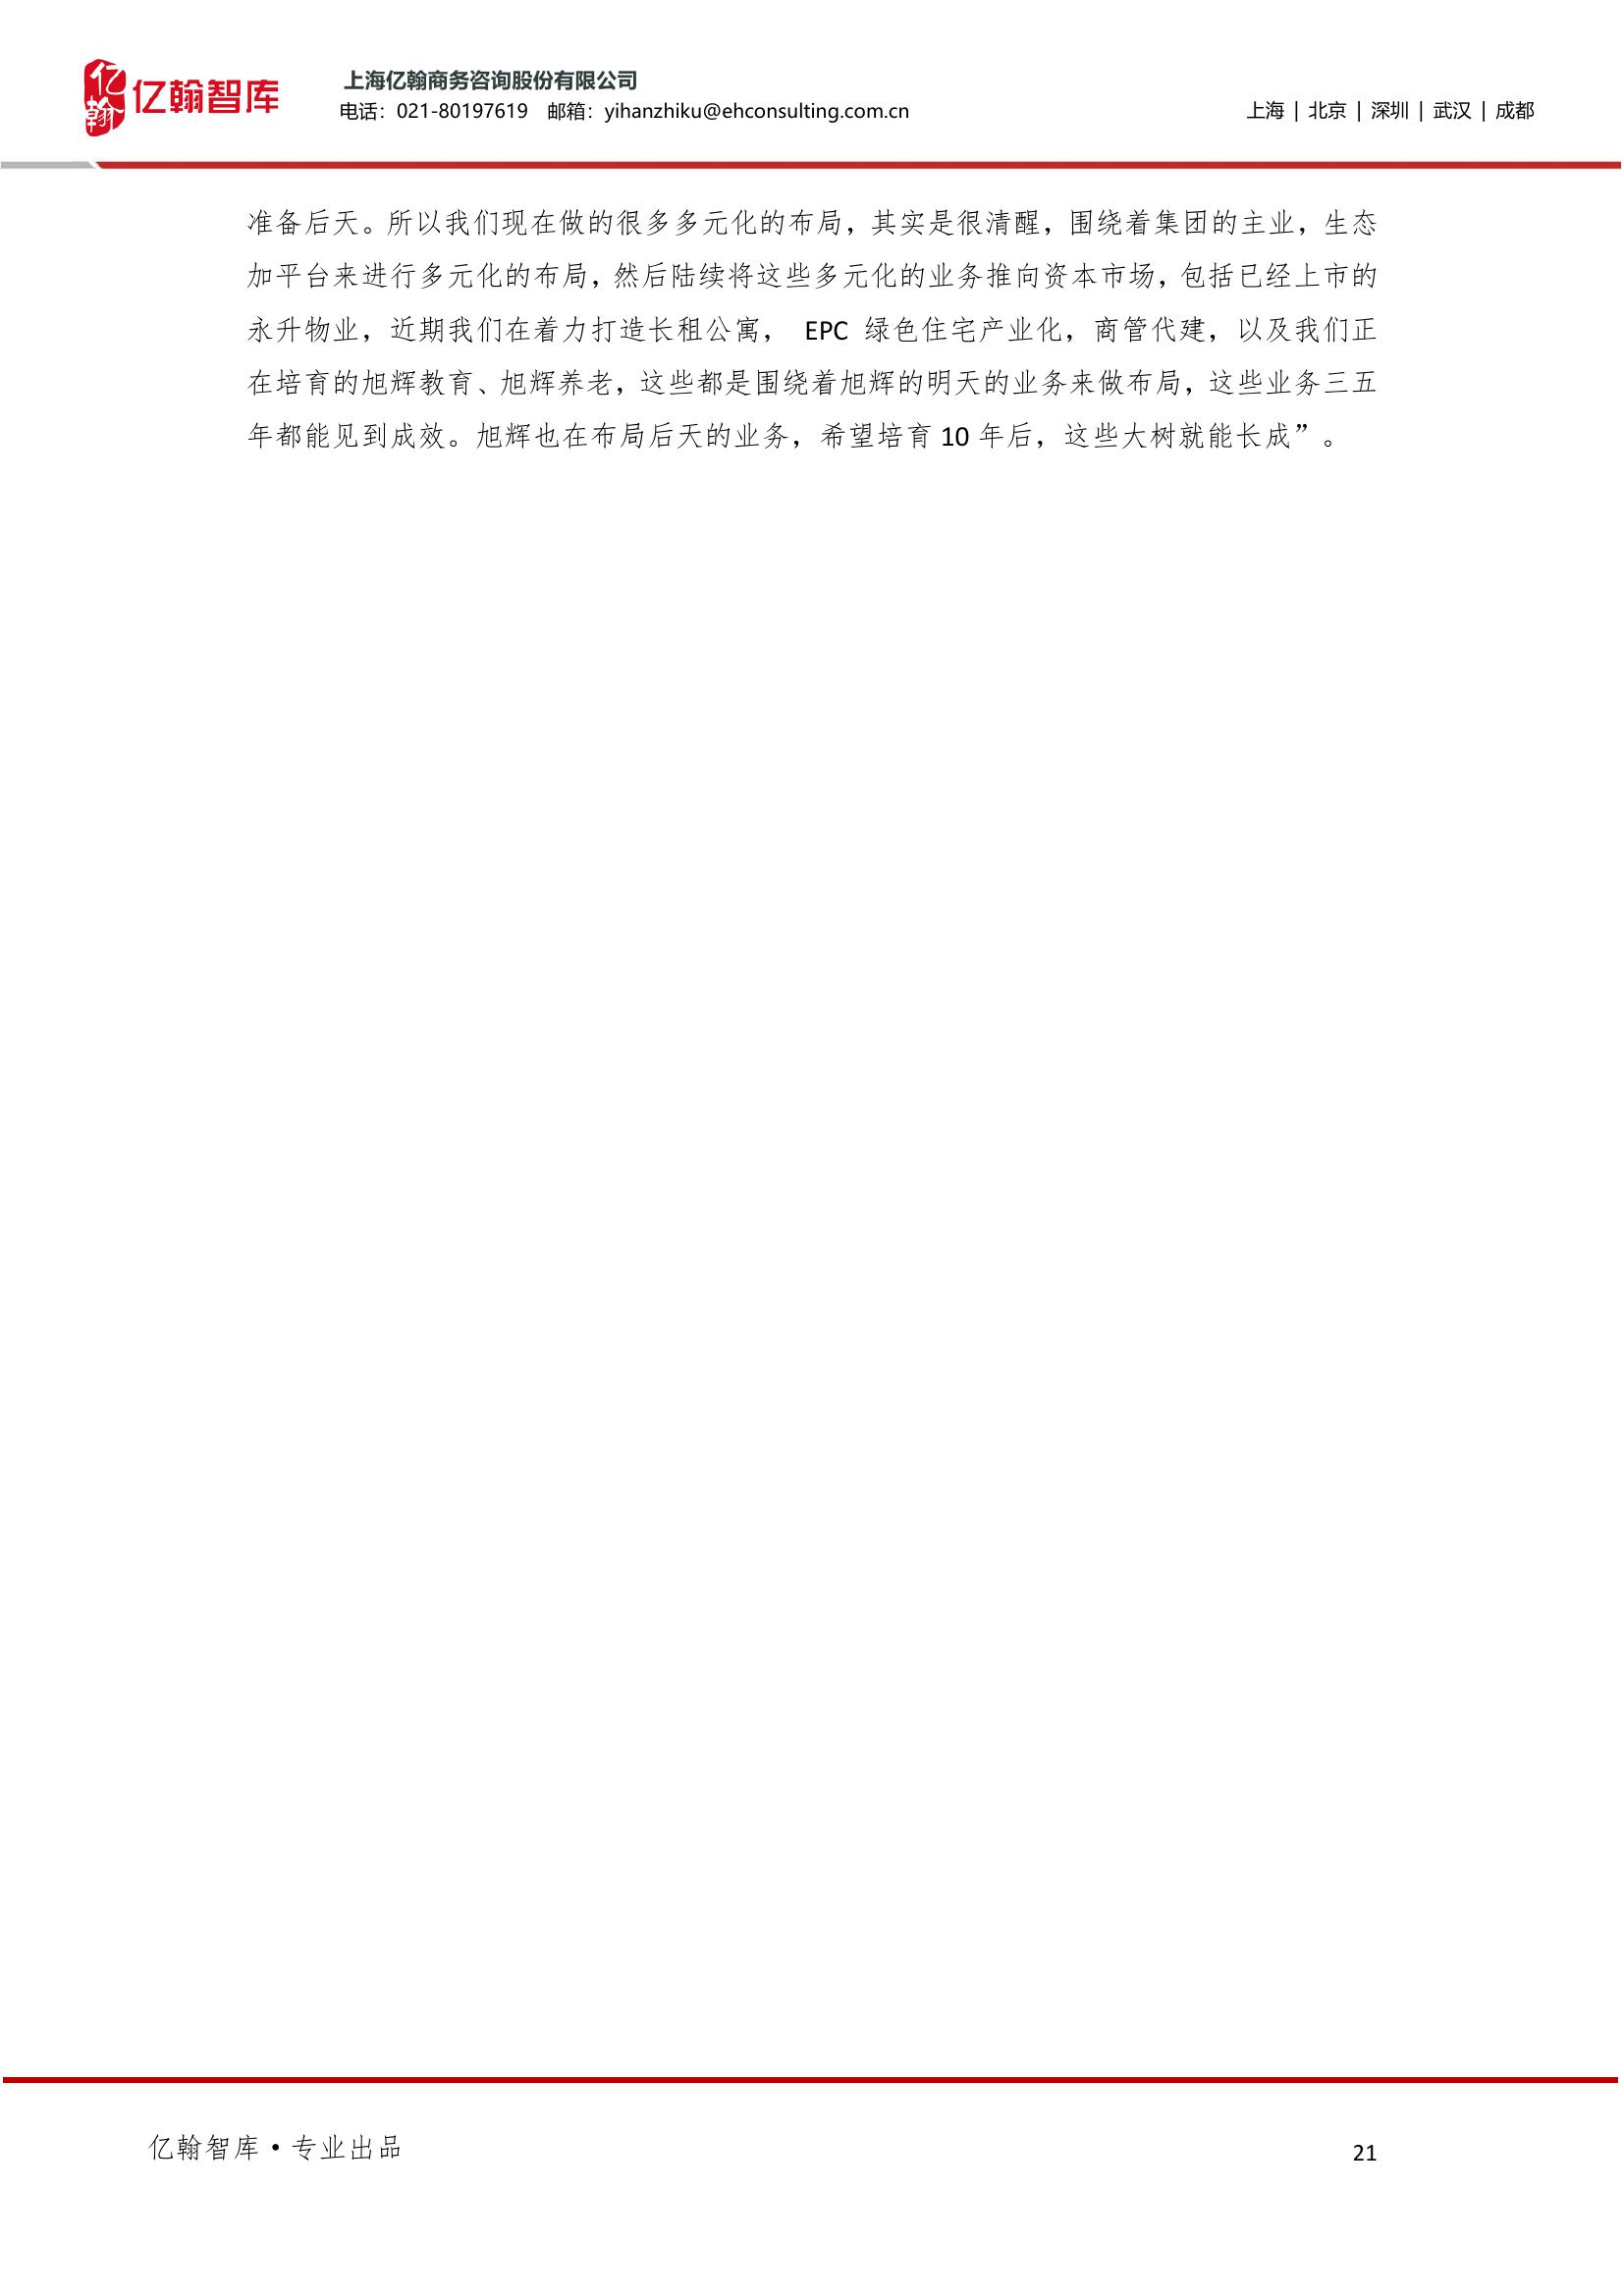 亿翰
亿翰智库
上海亿翰商务咨询股份有限公司
电话：021-80197619 邮箱：yihanzhiku@ehconsulting.com.cn
上海 | 北京 | 深圳 | 武汉 | 成都
准备后天。所以我们现在做的很多多元化的布局，其实是很清醒，围绕着集团的主业，生态
加平台来进行多元化的布局，然后陆续将这些多元化的业务推向资本市场，包括已经上市的
永升物业，近期我们在着力打造长租公寓， EPC 绿色住宅产业化，商管代建，以及我们正
在培育的旭辉教育、旭辉养老，这些都是围绕着旭辉的明天的业务来做布局，这些业务三五
年都能见到成效。旭辉也在布局后天的业务，希望培育 10 年后，这些大树就能长成”。
亿翰智库·专业出品
21